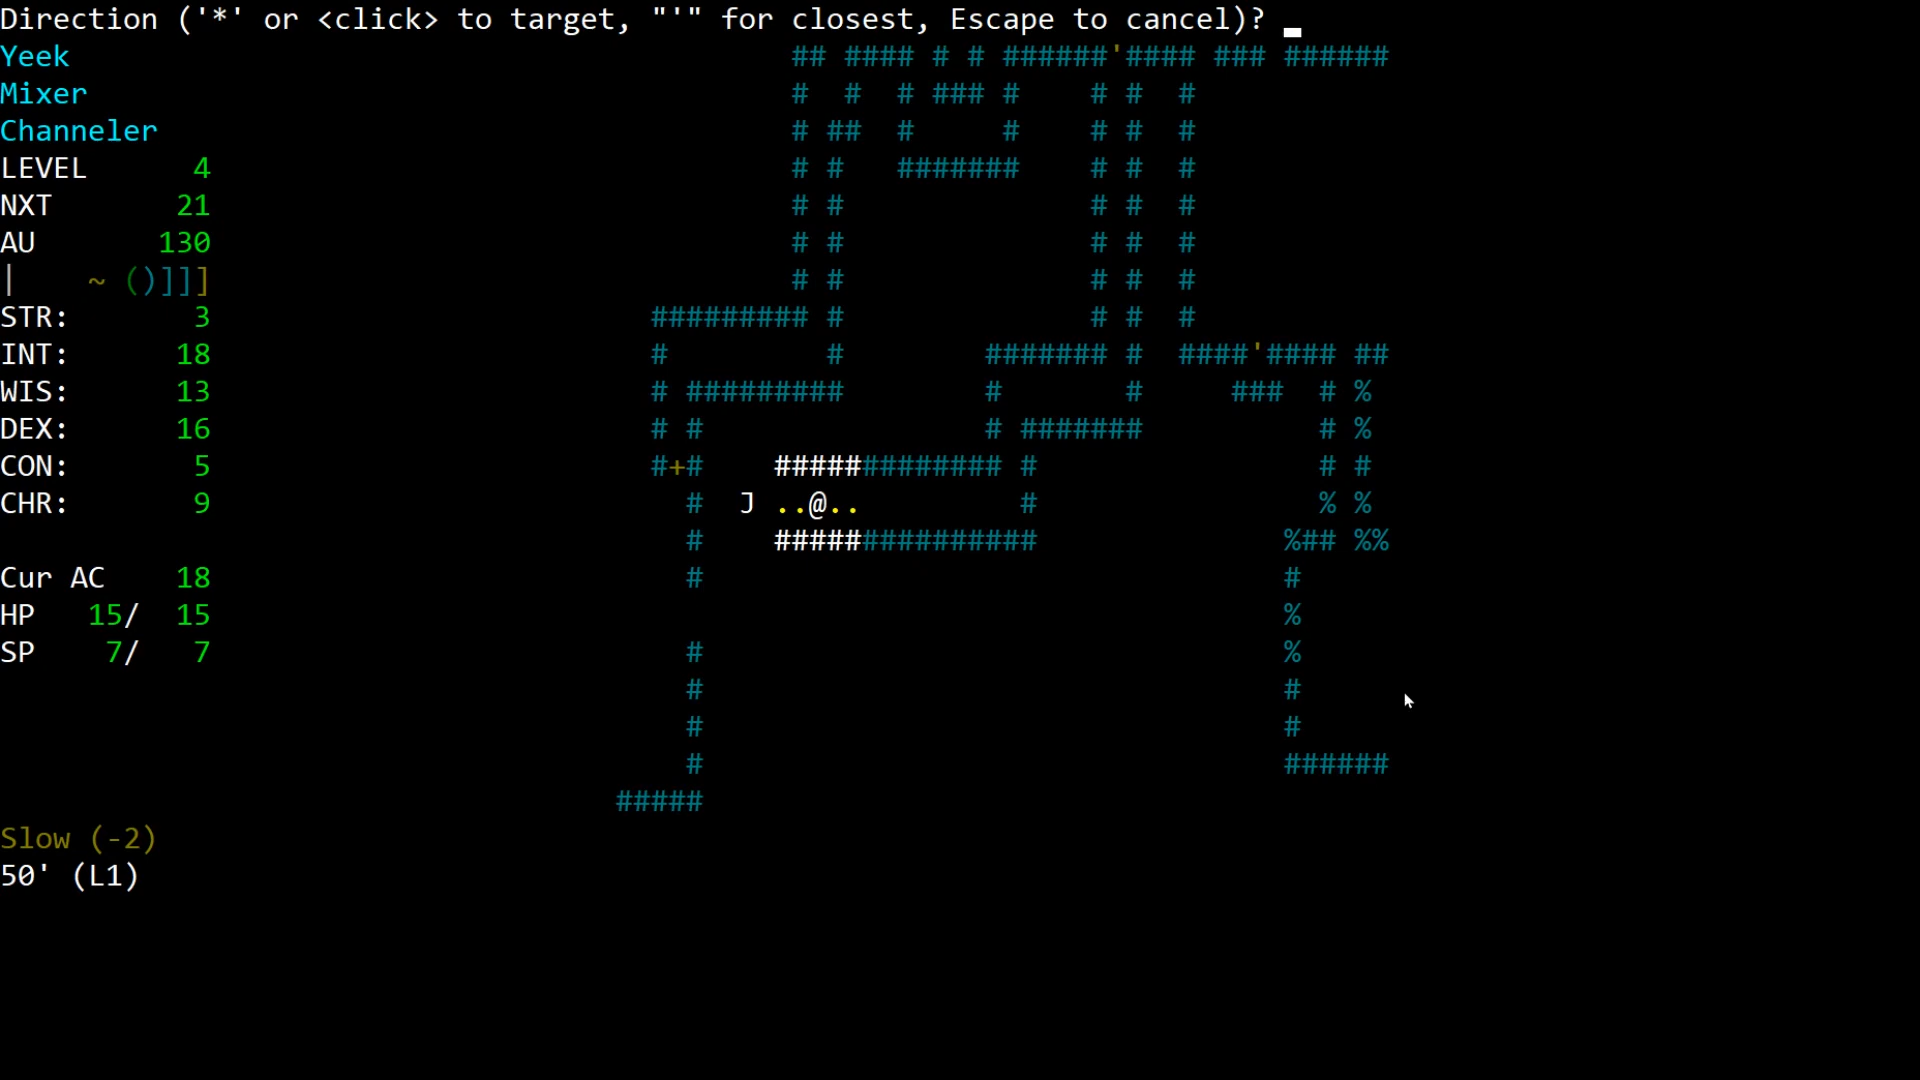 Direction ('*' or <click> to target, "'" for closest, Escape to cancel)? _
Yeek ## #### # # ######'#### ### ######
Mixer # # # ### # # # #
Channeler # ## # # # # #
LEVEL 4 # # ####### # # #
NXT 21 # # # # #
AU 130 # # # # #
| ~ ()]]] # # # # #
STR: 3 ######### # # # #
INT: 18 # # ####### # ####'#### ##
WIS: 13 # ######### # # ### # %
DEX: 16 # # # ####### # %
CON: 5 #+# ############# # # #
CHR: 9 # J ..@.. # % %
# ############### %## %%
Cur AC 18 # #
HP 15/ 15 %
SP 7/ 7 # %
# #
# #
# ######
#####
Slow (-2)
50' (L1)